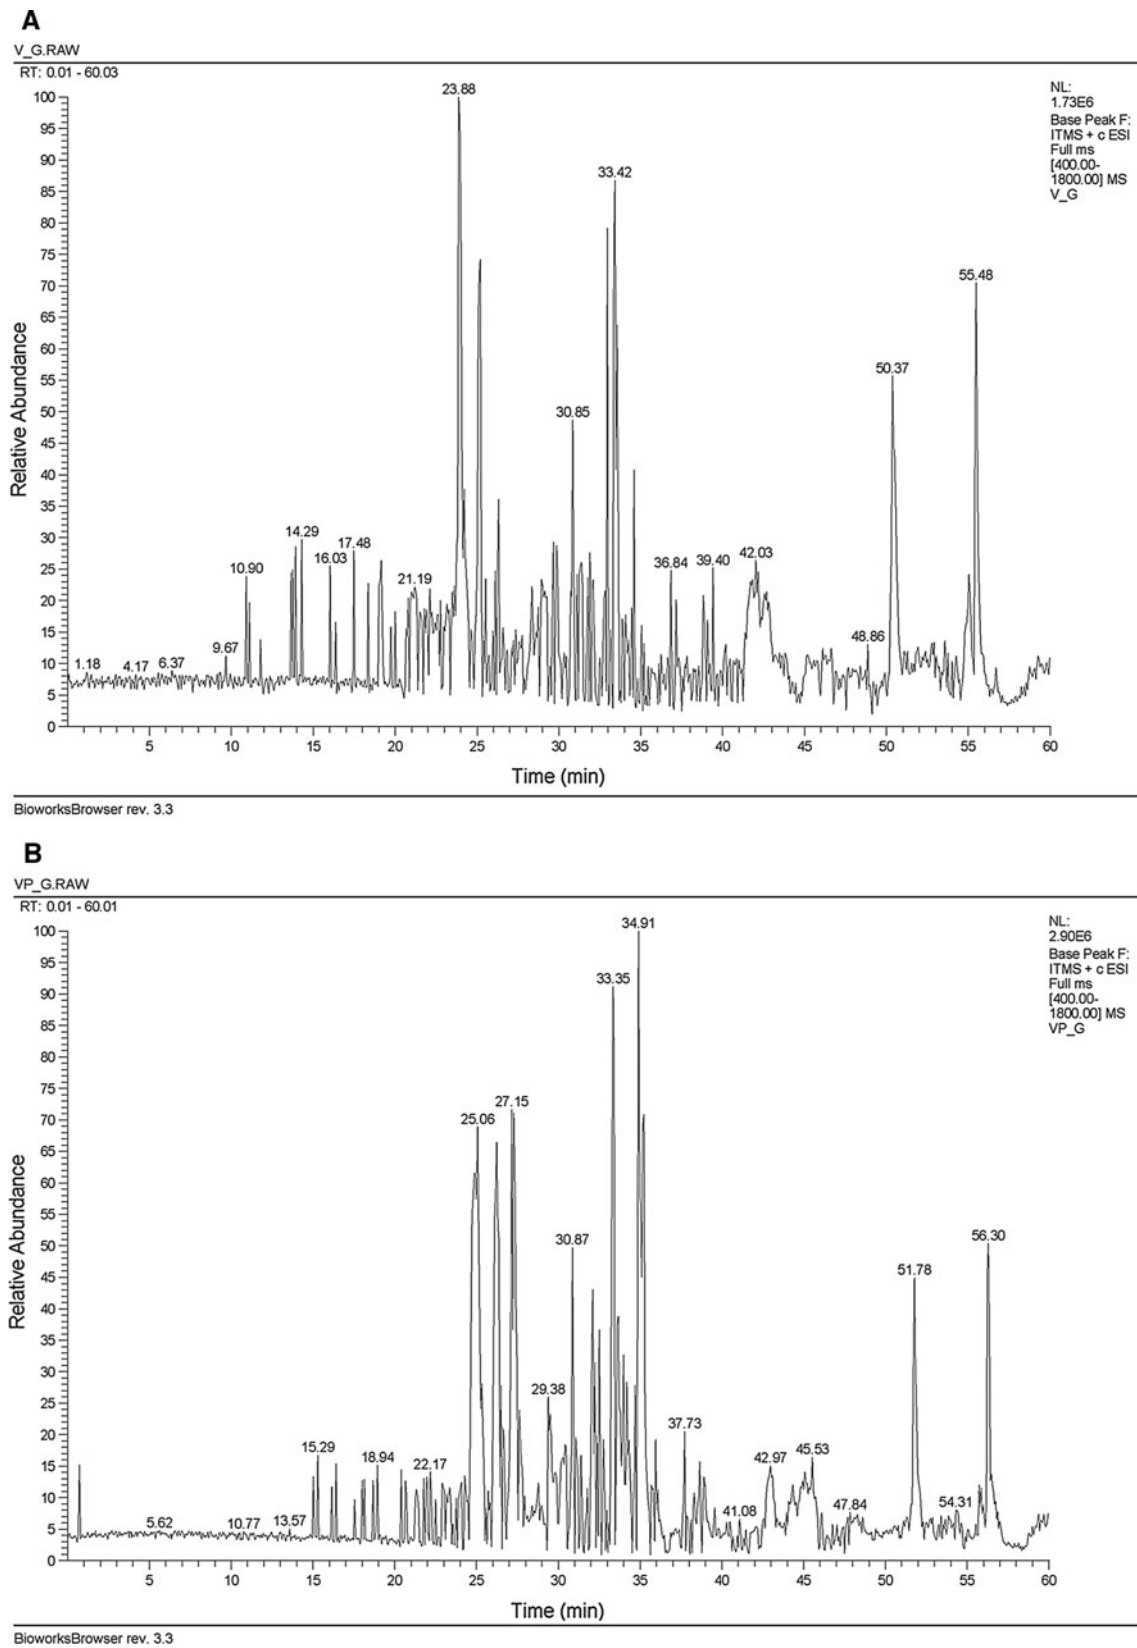 A
V_G.RAW
RT: 0.01 - 60.03
NL:
1.73E6
Base Peak F:
ITMS + c ESI
Full ms
[400.00-
1800.00] MS
V_G
23.88
33.42
55.48
50.37
30.85
14.29
17.48
16.03
10.90
21.19
36.84
39.40
42.03
9.67
48.86
1.18
4.17
6.37
100
95
90
85
80
75
70
65
60
55
50
45
40
35
30
25
20
15
10
5
0
Relative Abundance
5 10 15 20 25 30 35 40 45 50 55 60
Time (min)
BioworksBrowser rev. 3.3
B
VP_G.RAW
RT: 0.01 - 60.01
NL:
2.90E6
Base Peak F:
ITMS + c ESI
Full ms
[400.00-
1800.00] MS
VP_G
34.91
33.35
27.15
25.06
30.87
56.30
51.78
29.38
37.73
15.29
18.94
22.17
42.97
45.53
41.08
47.84
54.31
5.62
10.77
13.57
100
95
90
85
80
75
70
65
60
55
50
45
40
35
30
25
20
15
10
5
0
Relative Abundance
5 10 15 20 25 30 35 40 45 50 55 60
Time (min)
BioworksBrowser rev. 3.3